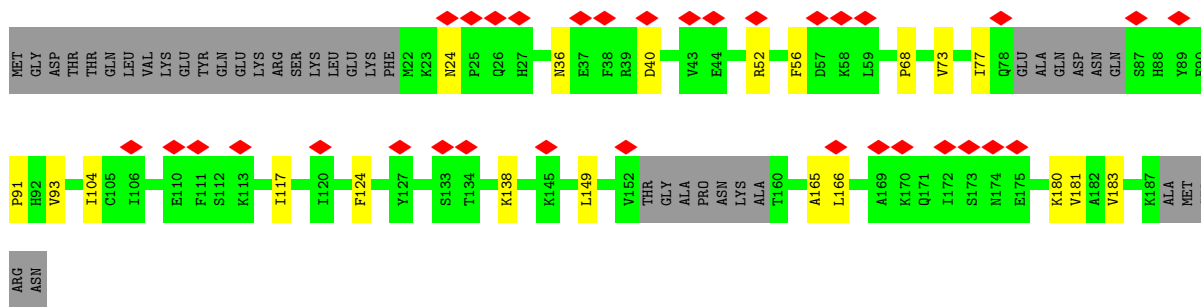 MET GLY ASP THR THR GLN LEU VAL LYS GLU TYR GLN GLU LYS ARG SER LYS LEU GLU LYS PHE M22 K23 N24 P25 Q26 H27 N36 E37 F38 R39 D40 V43 E44 R52 F56 D57 K58 L59 P68 V73 I77 Q78 GLU ALA GLN ASP ASN GLN S87 H88 Y89
P91 H92 V93 I104 C105 I106 E110 F111 S112 K113 I117 I120 F124 Y127 S133 T134 K138 K145 L149 V152 THR GLY ALA PRO ASN LYS ALA T160 A165 L166 A169 K170 Q171 I172 S173 N174 E175 K180 V181 A182 V183 K187 ALA MET
ARG ASN